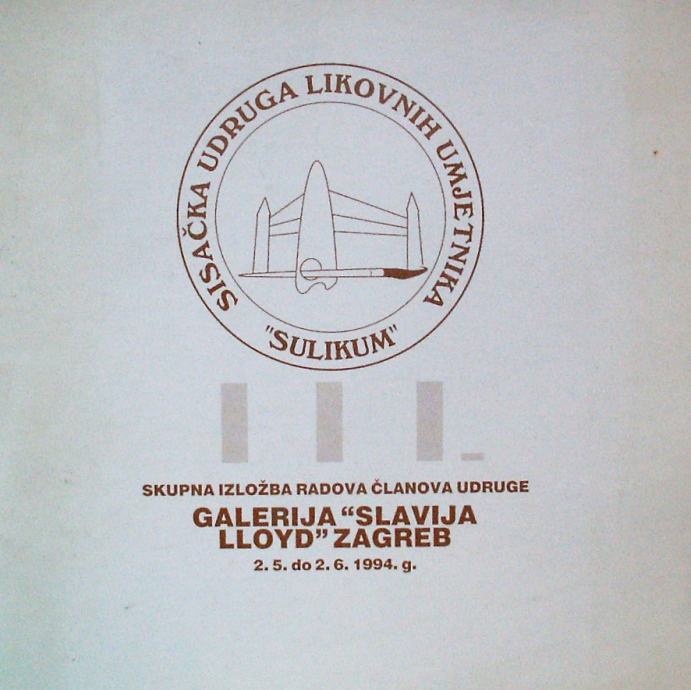 SISAČKA UDRUGA LIKOVNIH UMJETNIKA
"SULIKUM"
III.
SKUPNA IZLOŽBA RADOVA ČLANOVA UDRUGE
GALERIJA “SLAVIJA
LLOYD” ZAGREB
2. 5. do 2. 6. 1994. g.